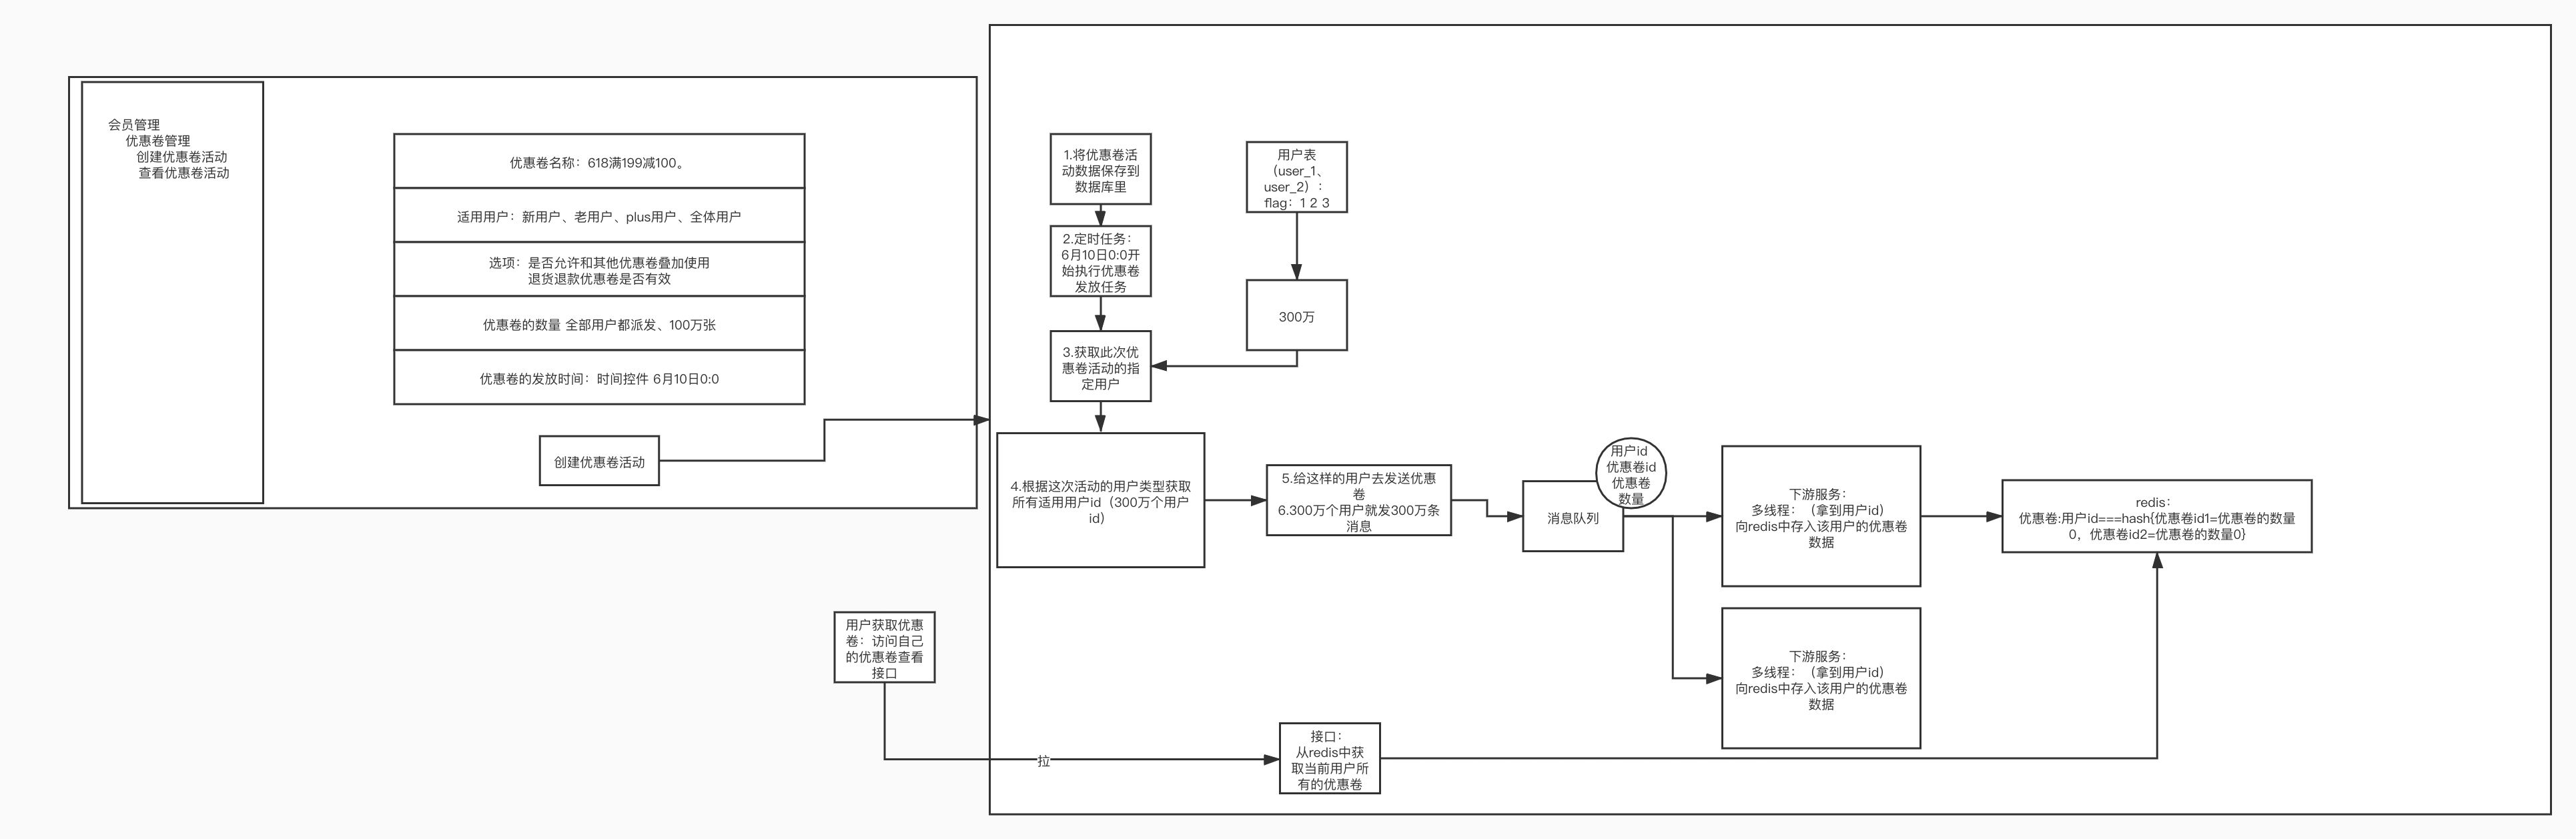 会员管理
优惠卷管理
创建优惠卷活动
查看优惠卷活动
优惠卷名称：618满199减100。
适用用户：新用户、老用户、plus用户、全体用户
选项：是否允许和其他优惠卷叠加使用
退货退款优惠卷是否有效
优惠卷的数量 全部用户都派发、100万张
优惠卷的发放时间：时间控件 6月10日0:0
创建优惠卷活动
1.将优惠卷活
动数据保存到
数据库里
用户表
（user_1、
user_2）：
flag：1 2 3
2.定时任务：
6月10日0:0开
始执行优惠卷
发放任务
300万
3.获取此次优
惠卷活动的指
定用户
4.根据这次活动的用户类型获取
所有适用用户id（300万个用户
id）
5.给这样的用户去发送优惠
卷
6.300万个用户就发300万条
消息
消息队列
用户id
优惠卷id
优惠卷
数量
下游服务：
多线程：（拿到用户id）
向redis中存入该用户的优惠卷
数据
redis：
优惠卷:用户id===hash{优惠卷id1=优惠卷的数量
0，优惠卷id2=优惠卷的数量0}
下游服务：
多线程：（拿到用户id）
向redis中存入该用户的优惠卷
数据
用户获取优惠
卷：访问自己
的优惠卷查看
接口
拉
接口：
从redis中获
取当前用户所
有的优惠卷